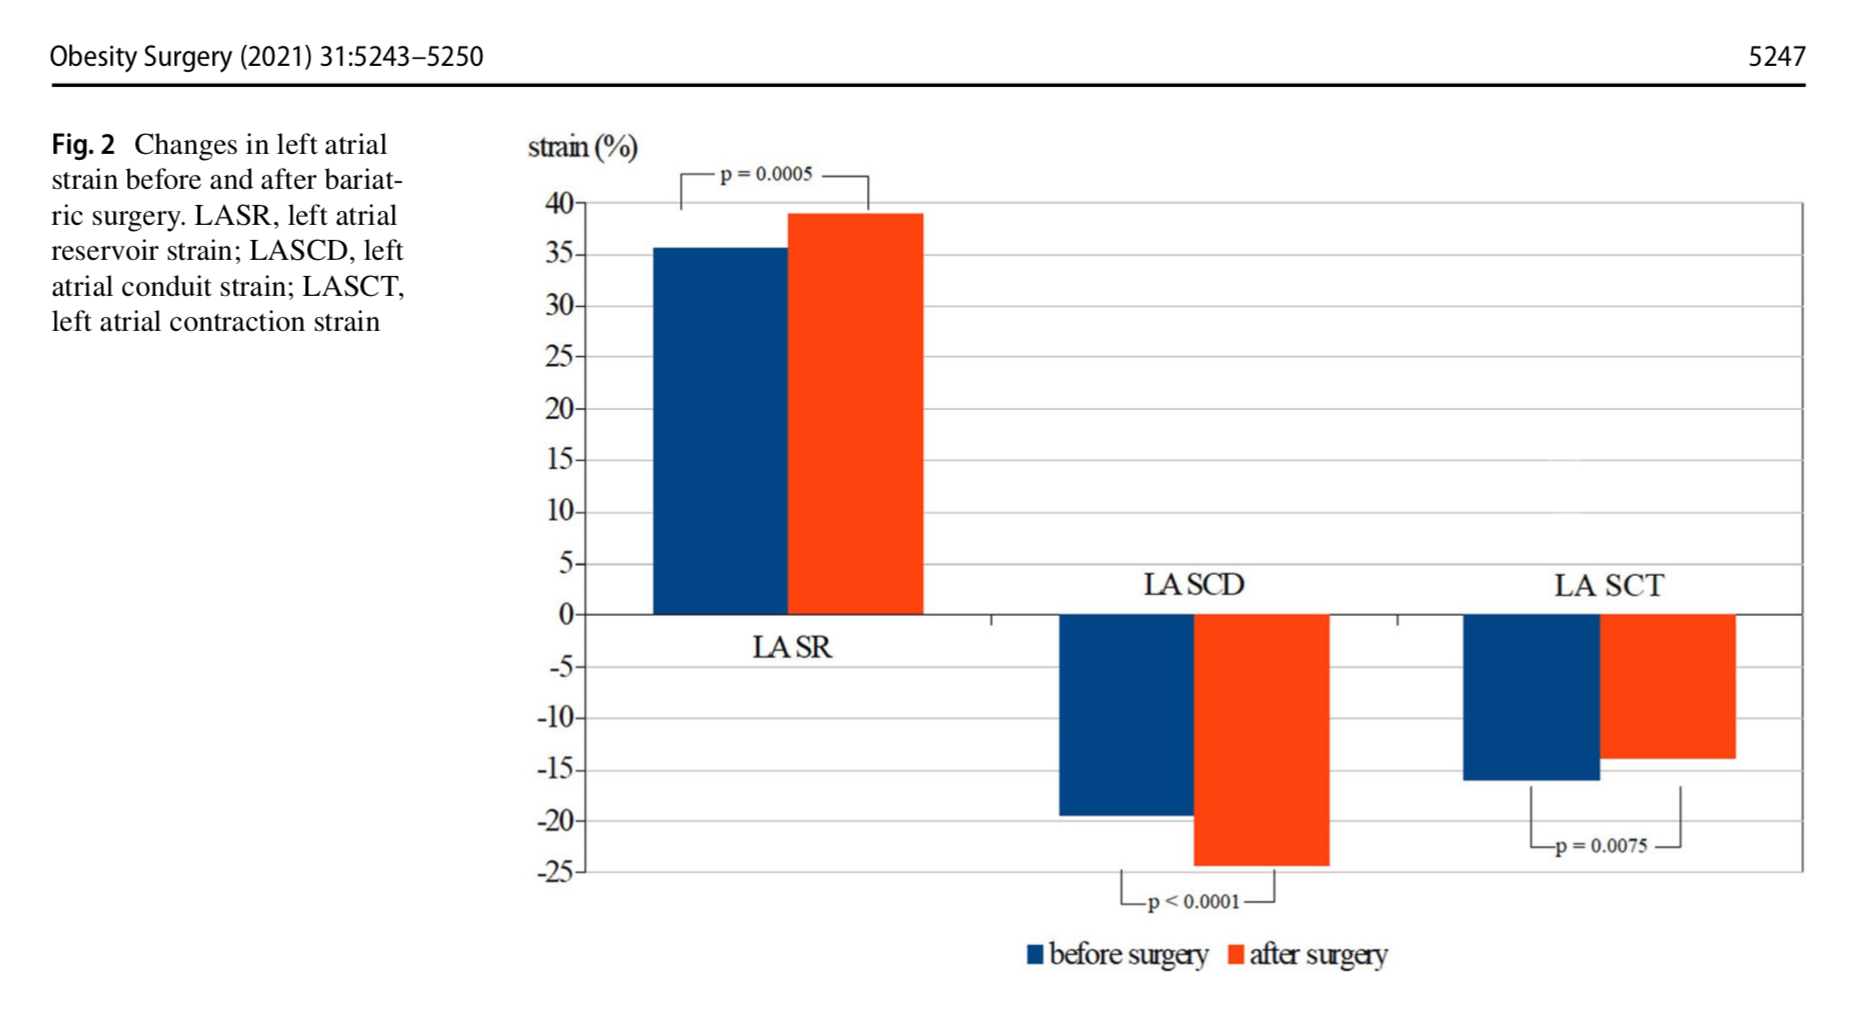 Obesity Surgery (2021) 31:5243–5250
5247
Fig. 2 Changes in left atrial
strain before and after bariat-
ric surgery. LASR, left atrial
reservoir strain; LASCD, left
atrial conduit strain; LASCT,
left atrial contraction strain
strain (%)
p = 0.0005
40
35
30
25
20
15
10
5
0
-5
-10
-15
-20
-25
LA SR
LA SCD
LA SCT
p < 0.0001
p = 0.0075
before surgery
after surgery